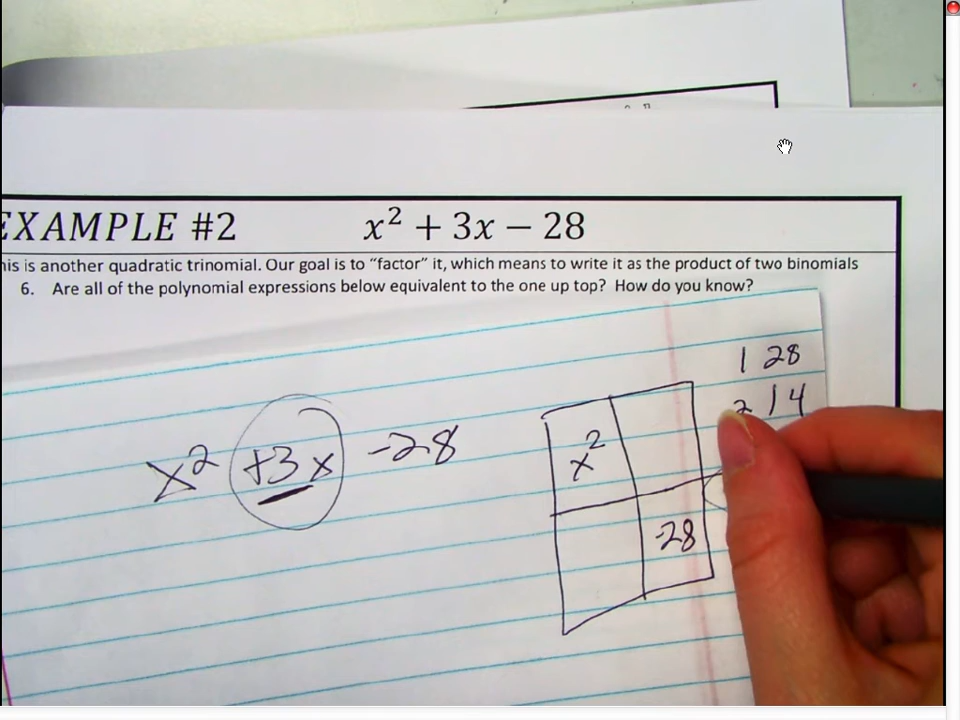 EXAMPLE #2 x² + 3x − 28
his is another quadratic trinomial. Our goal is to “factor” it, which means to write it as the product of two binomials
6. Are all of the polynomial expressions below equivalent to the one up top? How do you know?
1 28
2 14
x² +3x -28
x²
-28